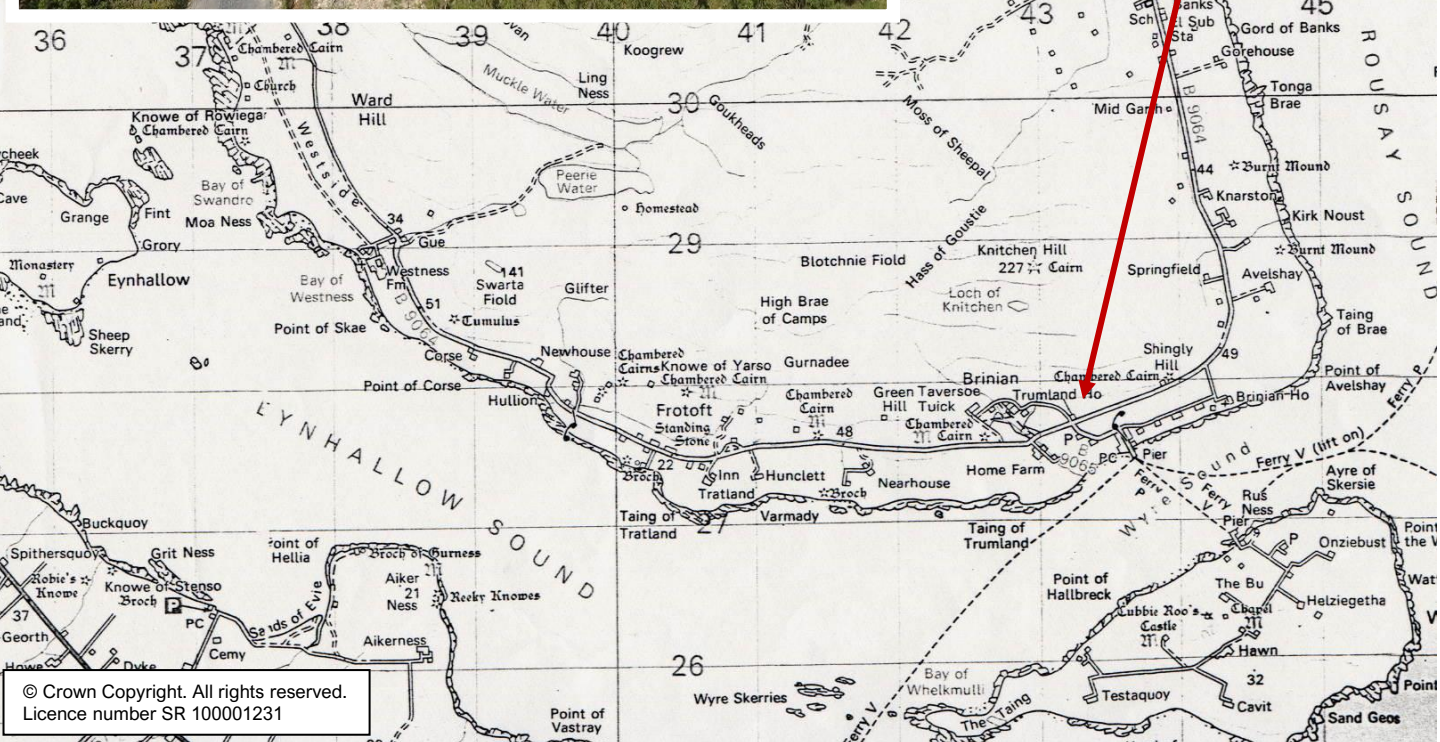 36
37
38
39
40
41
42
43
45
Chambered Cairn
Church
Knowe of
Chambered Cairn
Ward
Hill
Westside
Muckle Water
Ling
Ness
Koogrew
30
Goukheads
Moss of Sheepal
Sch
El Sub
Sta
Banks
Gord of Banks
Gorehouse
Tonga
Brae
Mid Garth
B 9064
ROUSAY SOUND
Cave
Grange
Fint
Grory
Bay of
Swandro
Moa Ness
34
Gue
Peerie
Water
Homestead
29
44
Burnt Mound
Knarston
Kirk Noust
Burnt Mound
Monastery
Eynhallow
Sheep
Skerry
Bay of
Westness
Westness
Fm
B 9064
51
141
Swarta
Field
Tumulus
Glifter
Blotchnie Field
High Brae
of Camps
Hass of Goustie
Knitchen Hill
227
Cairn
Loch of
Knitchen
Springfield
Avelshay
Taing
of Brae
Point of Skae
Corse
Point of Corse
Newhouse
Hullion
Chambered
Cairns
Knowe of Yarso
Chambered Cairn
Gurnadee
Chambered
Cairn
Frotoft
Standing
Stone
Green
Hill
Taversoe
Tuick
Chambered
Cairn
Brinian
Trumland Ho
Chambered Cairn
Shingly
Hill
49
Point of
Avelshay
Brinian Ho
Ferry P
48
22
Broch
Inn
Tratland
Hunclett
Broch
Nearhouse
Home Farm
P
B
9065
PC
Pier
Ferry V (lift on)
Ferry
P
Ferry
V
Wyre Sound
Taing of
Tratland
27
Varmady
Taing of
Trumland
Rus
Ness
Pier
Ayre of
Skersie
EYNHALLOW SOUND
Buckquoy
Spithersquoy
Grit Ness
Robie's
Knowe
Knowe of Stenso
Broch
P
PC
37
Georth
Howe
Dyke
Cemy
Sands of Evie
Hellia
Broch of Gurness
Aiker
21
Ness
Reeky Knowes
Aikerness
26
Point of
Vastray
Wyre Skerries
Point of
Hallbreck
P
Onziebust
The Bu
Helziegetha
Cubbie Roo's
Castle
Chapel
Hawn
32
Bay of
Whelkmulli
The Taing
Testaquoy
Cavit
Sand Geos
Point
Ferry V
© Crown Copyright. All rights reserved.
Licence number SR 100001231